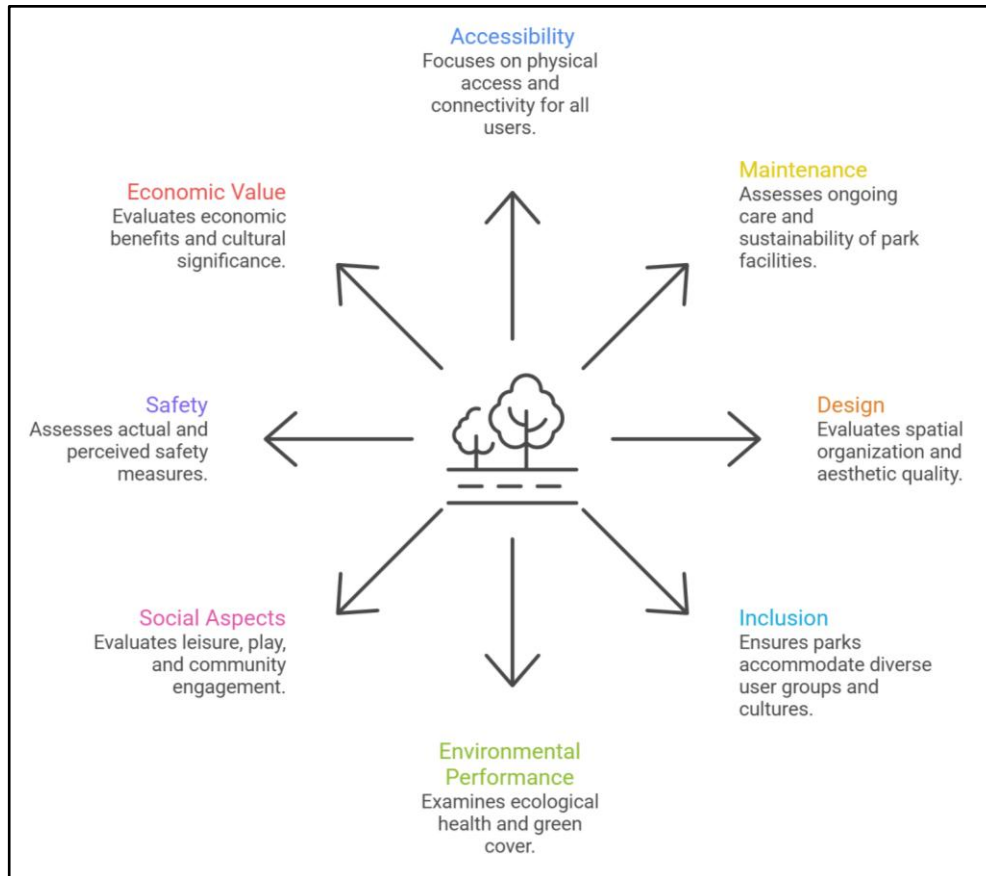 Accessibility
Focuses on physical
access and
connectivity for all
users.
Economic Value
Evaluates economic
benefits and cultural
significance.
Maintenance
Assesses ongoing
care and
sustainability of park
facilities.
Safety
Assesses actual and
perceived safety
measures.
Design
Evaluates spatial
organization and
aesthetic quality.
Social Aspects
Evaluates leisure, play,
and community
engagement.
Inclusion
Ensures parks
accommodate diverse
user groups and
cultures.
Environmental
Performance
Examines ecological
health and green
cover.